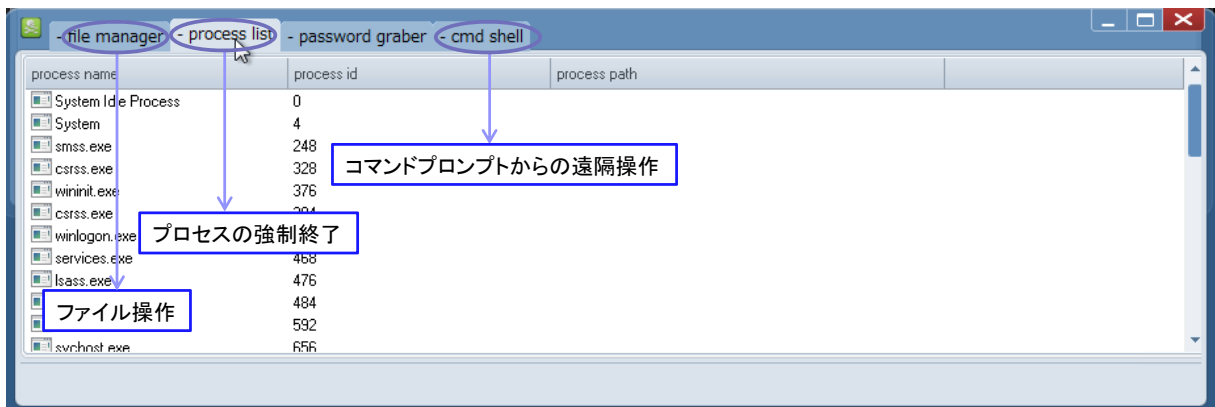 - file manager - process list - password graber - cmd shell
process name process id process path
System Idle Process 0
System 4
smss.exe 248
csrss.exe 328
コマンドプロンプトからの遠隔操作
wininit.exe 376
csrss.exe
winlogon.exe
プロセスの強制終了
services.exe 468
lsass.exe 476
484
ファイル操作
592
svchost.exe 656